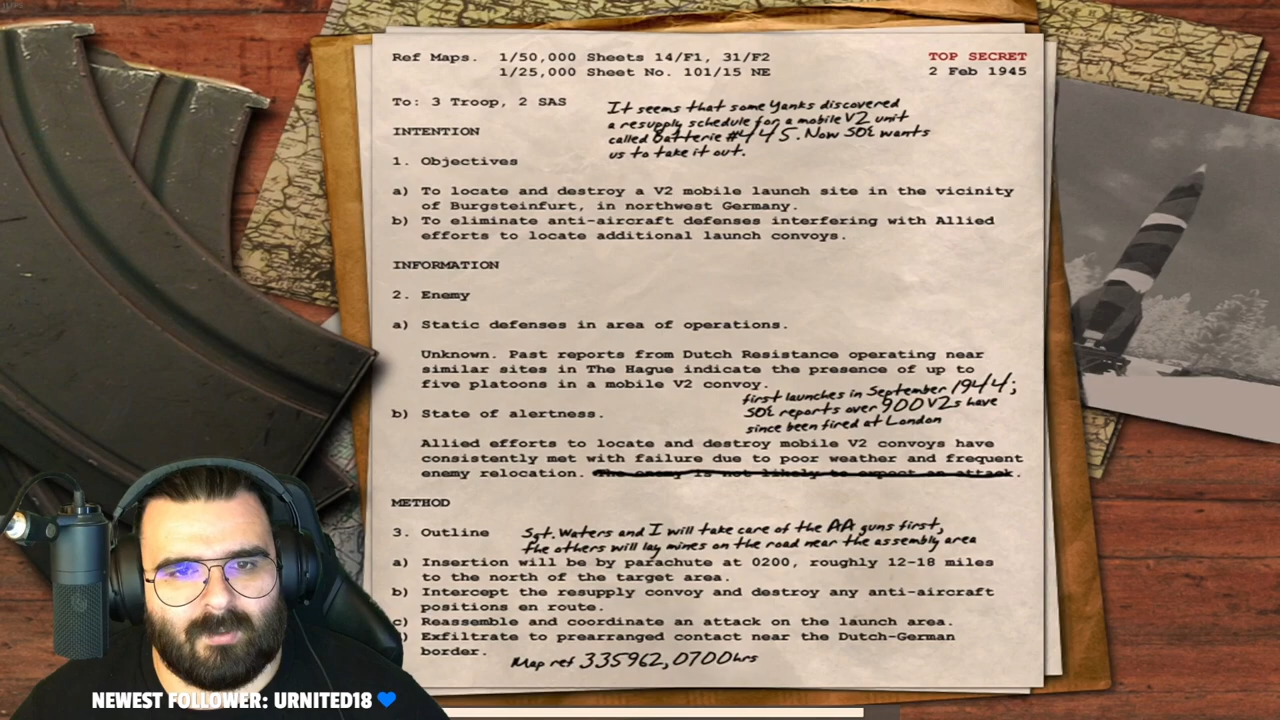 Ref Maps. 1/50,000 Sheets 14/F1, 31/F2
1/25,000 Sheet No. 101/15 NE
TOP SECRET
2 Feb 1945
To: 3 Troop, 2 SAS
It seems that some Yanks discovered
a resupply schedule for a mobile V2 unit
called Batterie #445. Now SOE wants
us to take it out.
INTENTION
1. Objectives
a) To locate and destroy a V2 mobile launch site in the vicinity
of Burgsteinfurt, in northwest Germany.
b) To eliminate anti-aircraft defenses interfering with Allied
efforts to locate additional launch convoys.
INFORMATION
2. Enemy
a) Static defenses in area of operations.
Unknown. Past reports from Dutch Resistance operating near
similar sites in The Hague indicate the presence of up to
five platoons in a mobile V2 convoy.
first launches in September 1944;
SOE reports over 900 V2s have
since been fired at London
b) State of alertness.
Allied efforts to locate and destroy mobile V2 convoys have
consistently met with failure due to poor weather and frequent
enemy relocation. The enemy is not likely to expect an attack.
METHOD
3. Outline
Sgt. Waters and I will take care of the AA guns first,
the others will lay mines on the road near the assembly area
a) Insertion will be by parachute at 0200, roughly 12-18 miles
to the north of the target area.
b) Intercept the resupply convoy and destroy any anti-aircraft
positions en route.
c) Reassemble and coordinate an attack on the launch area.
) Exfiltrate to prearranged contact near the Dutch-German
border.
Map ref 335962, 0700hrs
NEWEST FOLLOWER: URNITED18 💙